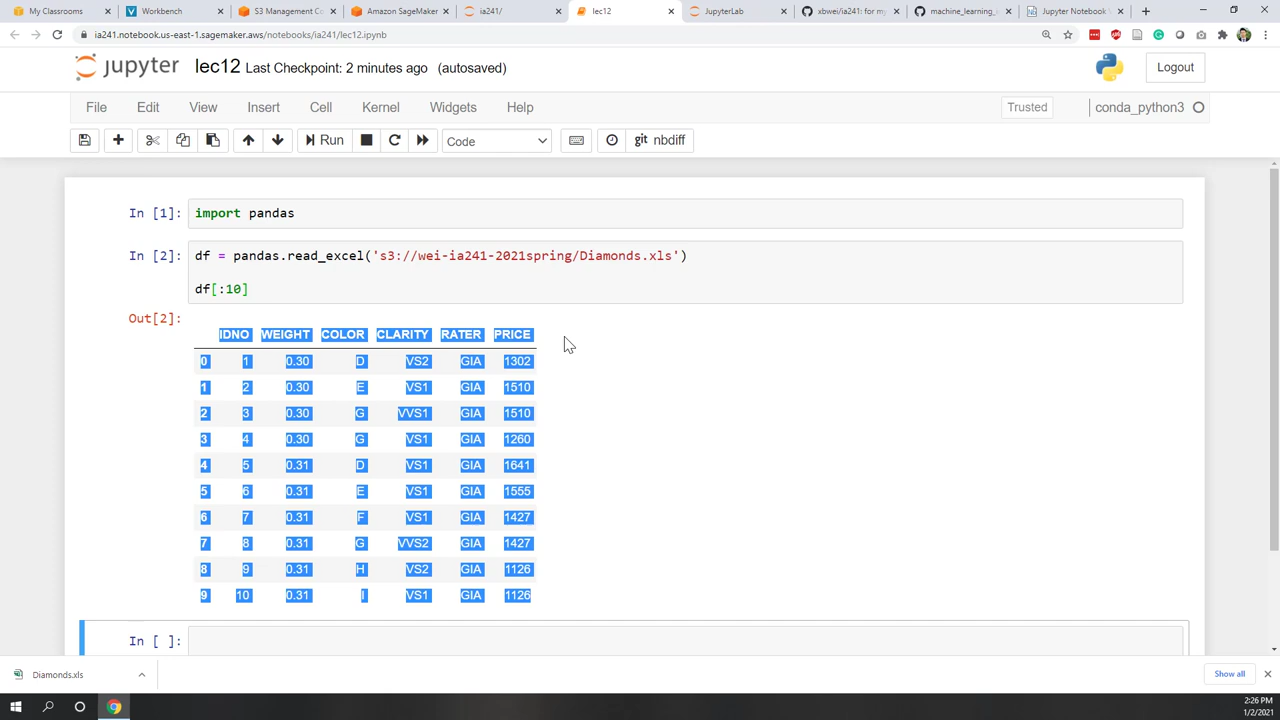 My Classrooms
Workbench
S3 Management Co
Amazon SageMaker
ia241/
lec12
JupyterLab
xbwei/ia241: for my
machine_learning_
Jupyter Notebook V
ia241.notebook.us-east-1.sagemaker.aws/notebooks/ia241/lec12.ipynb
jupyter lec12 Last Checkpoint: 2 minutes ago (autosaved)
Logout
File Edit View Insert Cell Kernel Widgets Help
Trusted
conda_python3
Run
Code
git nbdiff
In [1]: import pandas
In [2]: df = pandas.read_excel('s3://wei-ia241-2021spring/Diamonds.xls')
df[:10]
Out[2]:
IDNO WEIGHT COLOR CLARITY RATER PRICE
0 1 0.30 D VS2 GIA 1302
1 2 0.30 E VS1 GIA 1510
2 3 0.30 G VVS1 GIA 1510
3 4 0.30 G VS1 GIA 1260
4 5 0.31 D VS1 GIA 1641
5 6 0.31 E VS1 GIA 1555
6 7 0.31 F VS1 GIA 1427
7 8 0.31 G VVS2 GIA 1427
8 9 0.31 H VS2 GIA 1126
9 10 0.31 I VS1 GIA 1126
In [ ]:
Diamonds.xls
Show all
2:26 PM
1/2/2021